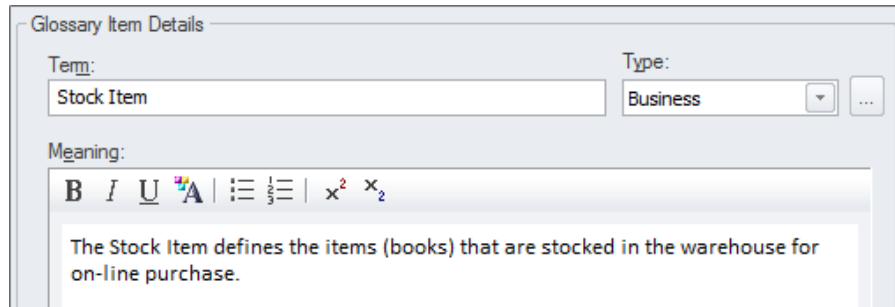 Glossary Item Details
Term:
Type:
Stock Item
Business
...
Meaning:
B I U A x² x₂
The Stock Item defines the items (books) that are stocked in the warehouse for
on-line purchase.